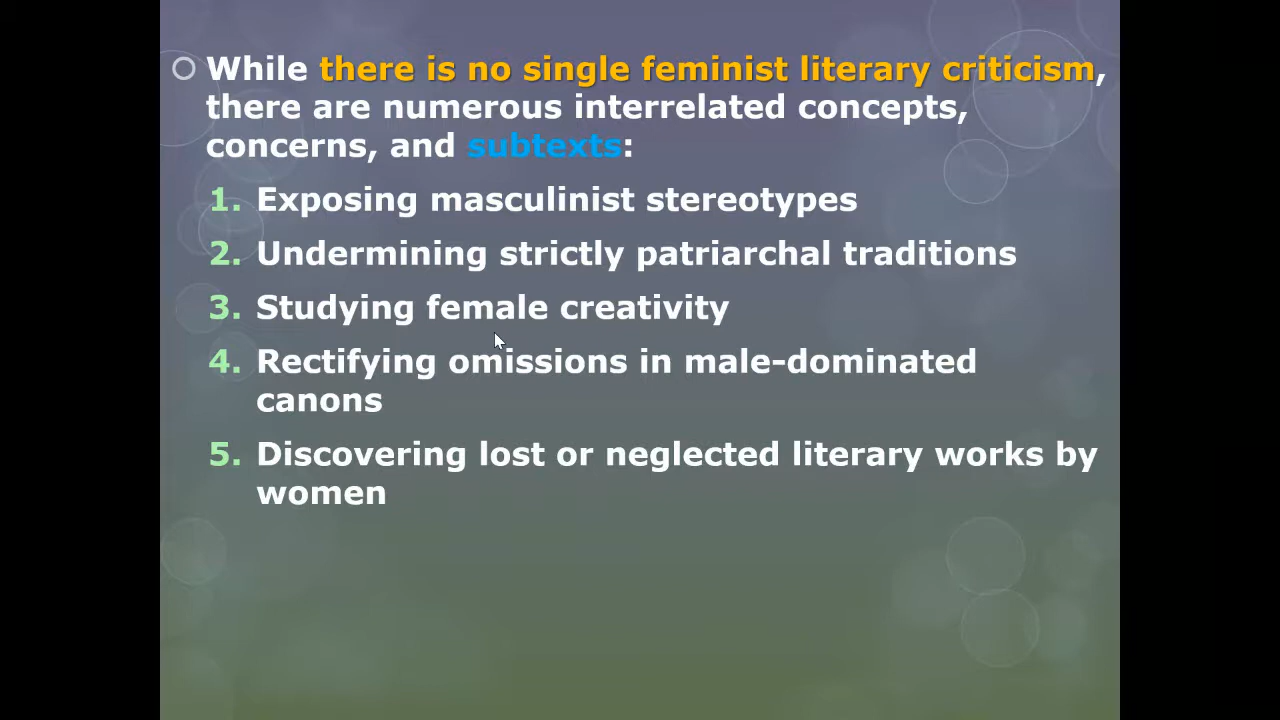 While there is no single feminist literary criticism,
there are numerous interrelated concepts,
concerns, and subtexts:
1. Exposing masculinist stereotypes
2. Undermining strictly patriarchal traditions
3. Studying female creativity
4. Rectifying omissions in male-dominated
canons
5. Discovering lost or neglected literary works by
women